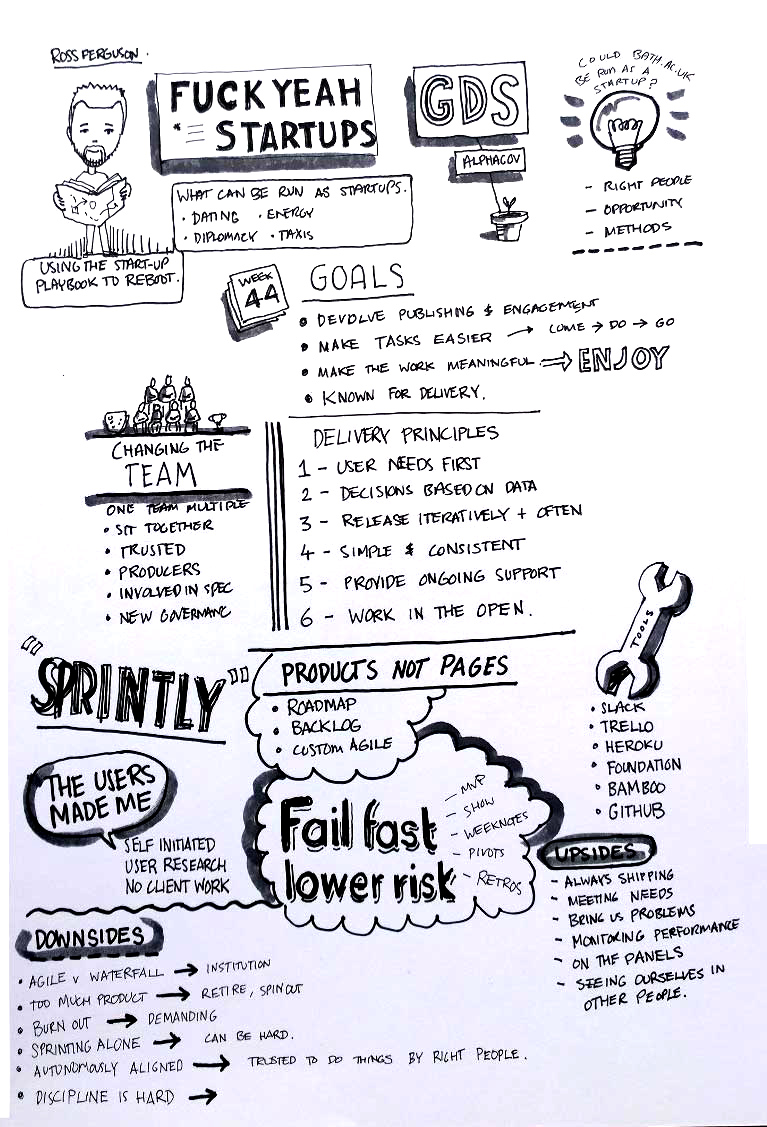 ROSS FERGUSON.
FUCK YEAH
STARTUPS
WHAT CAN BE RUN AS STARTUPS.
· DATING · ENERGY
· DIPLOMACY · TAXIS
USING THE START-UP
PLAYBOOK TO REBOOT.
GDS
ALPHAGOV
COULD BATH.AC.UK
BE RUN AS A
STARTUP?
- RIGHT PEOPLE
- OPPORTUNITY
- METHODS
WEEK
44
GOALS
• DEVOLVE PUBLISHING & ENGAGEMENT
• MAKE TASKS EASIER → COME → DO → GO
• MAKE THE WORK MEANINGFUL ⇒ ENJOY
• KNOWN FOR DELIVERY.
CHANGING THE
TEAM
ONE TEAM MULTIPLE
• SIT TOGETHER
• TRUSTED
• PRODUCERS
• INVOLVED IN SPEC
• NEW GOVERNANC
DELIVERY PRINCIPLES
1 - USER NEEDS FIRST
2 - DECISIONS BASED ON DATA
3 - RELEASE ITERATIVELY + OFTEN
4 - SIMPLE & CONSISTENT
5 - PROVIDE ONGOING SUPPORT
6 - WORK IN THE OPEN.
"SPRINTLY"
PRODUCTS NOT PAGES
• ROADMAP
• BACKLOG
• CUSTOM AGILE
TOOLS
• SLACK
• TRELLO
• HEROKU
• FOUNDATION
• BAMBOO
• GITHUB
THE USERS
MADE ME
SELF INITIATED
USER RESEARCH
NO CLIENT WORK
Fail fast
lower risk
- MVP
- SHOW
- WEEKNOTES
- PIVOTS
- RETROS
UPSIDES
- ALWAYS SHIPPING
- MEETING NEEDS
- BRING US PROBLEMS
- MONITORING PERFORMANCE
- ON THE PANELS
- SEEING OURSELVES IN
OTHER PEOPLE.
DOWNSIDES
• AGILE V WATERFALL → INSTITUTION
• TOO MUCH PRODUCT → RETIRE, SPINOUT
• BURN OUT → DEMANDING
• SPRINTING ALONE → CAN BE HARD.
• AUTONOMOUSLY ALIGNED → TRUSTED TO DO THINGS BY RIGHT PEOPLE.
• DISCIPLINE IS HARD →